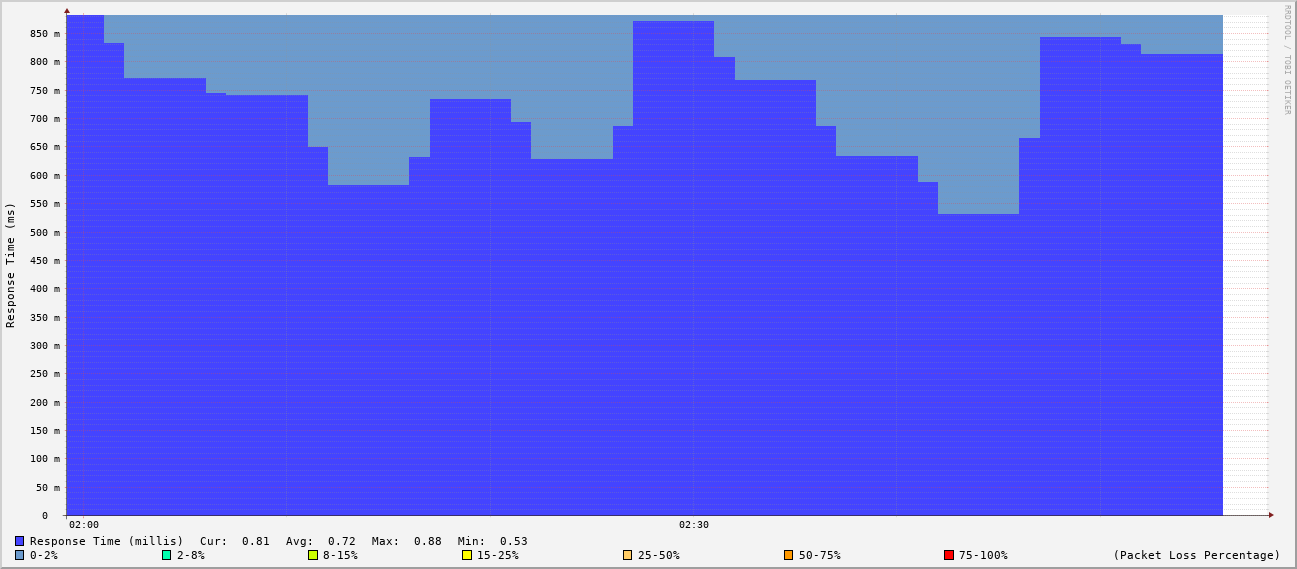 RRDTOOL / TOBI OETIKER
Response Time (ms)
850 m
800 m
750 m
700 m
650 m
600 m
550 m
500 m
450 m
400 m
350 m
300 m
250 m
200 m
150 m
100 m
50 m
0
02:00 02:30
Response Time (millis) Cur: 0.81 Avg: 0.72 Max: 0.88 Min: 0.53
0-2% 2-8% 8-15% 15-25% 25-50% 50-75% 75-100% (Packet Loss Percentage)